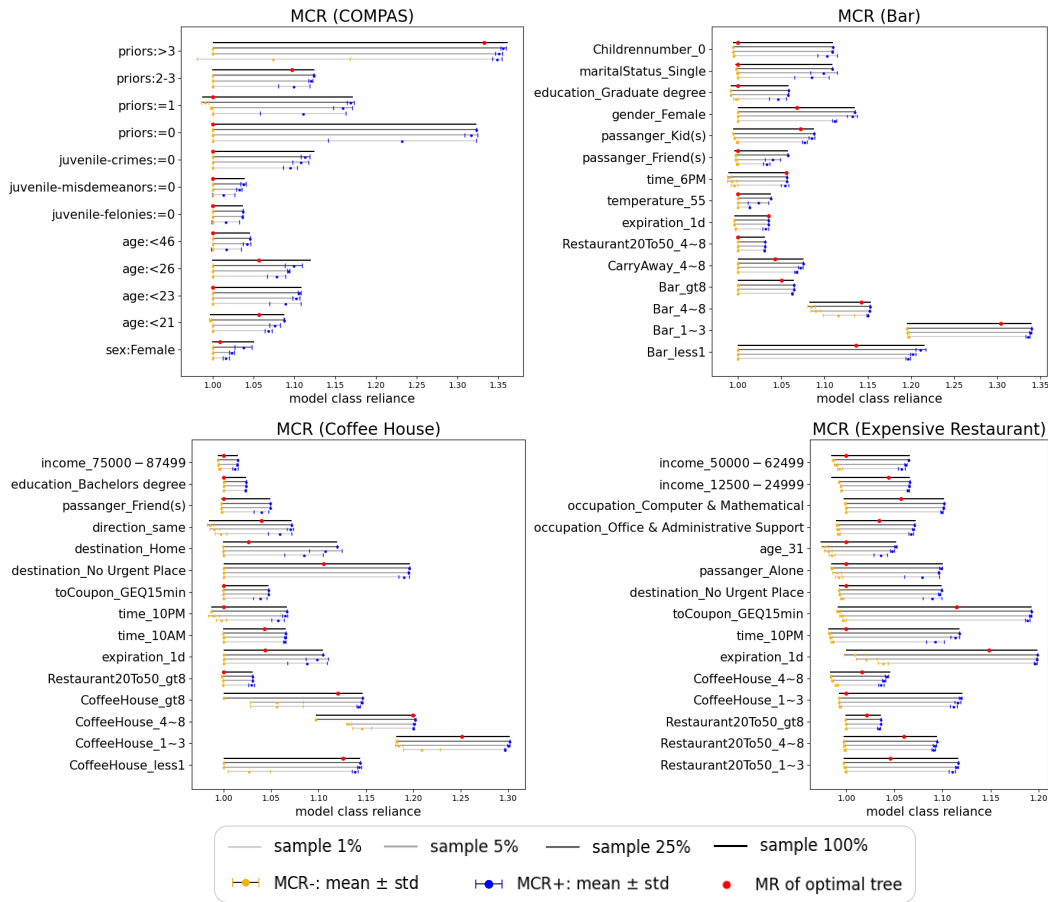 MCR (COMPAS)
priors:>3
priors:2-3
priors:=1
priors:=0
juvenile-crimes:=0
juvenile-misdemeanors:=0
juvenile-felonies:=0
age:<46
age:<26
age:<23
age:<21
sex:Female
1.00 1.05 1.10 1.15 1.20 1.25 1.30 1.35
model class reliance
MCR (Bar)
Childrennumber_0
maritalStatus_Single
education_Graduate degree
gender_Female
passanger_Kid(s)
passanger_Friend(s)
time_6PM
temperature_55
expiration_1d
Restaurant20To50_4~8
CarryAway_4~8
Bar_gt8
Bar_4~8
Bar_1~3
Bar_less1
1.00 1.05 1.10 1.15 1.20 1.25 1.30 1.35
model class reliance
MCR (Coffee House)
income_75000 − 87499
education_Bachelors degree
passanger_Friend(s)
direction_same
destination_Home
destination_No Urgent Place
toCoupon_GEQ15min
time_10PM
time_10AM
expiration_1d
Restaurant20To50_gt8
CoffeeHouse_gt8
CoffeeHouse_4~8
CoffeeHouse_1~3
CoffeeHouse_less1
1.00 1.05 1.10 1.15 1.20 1.25 1.30
model class reliance
MCR (Expensive Restaurant)
income_50000 − 62499
income_12500 − 24999
occupation_Computer & Mathematical
occupation_Office & Administrative Support
age_31
passanger_Alone
destination_No Urgent Place
toCoupon_GEQ15min
time_10PM
expiration_1d
CoffeeHouse_4~8
CoffeeHouse_1~3
Restaurant20To50_gt8
Restaurant20To50_4~8
Restaurant20To50_1~3
1.00 1.05 1.10 1.15 1.20
model class reliance
sample 1% sample 5% sample 25% sample 100%
MCR-: mean ± std MCR+: mean ± std MR of optimal tree